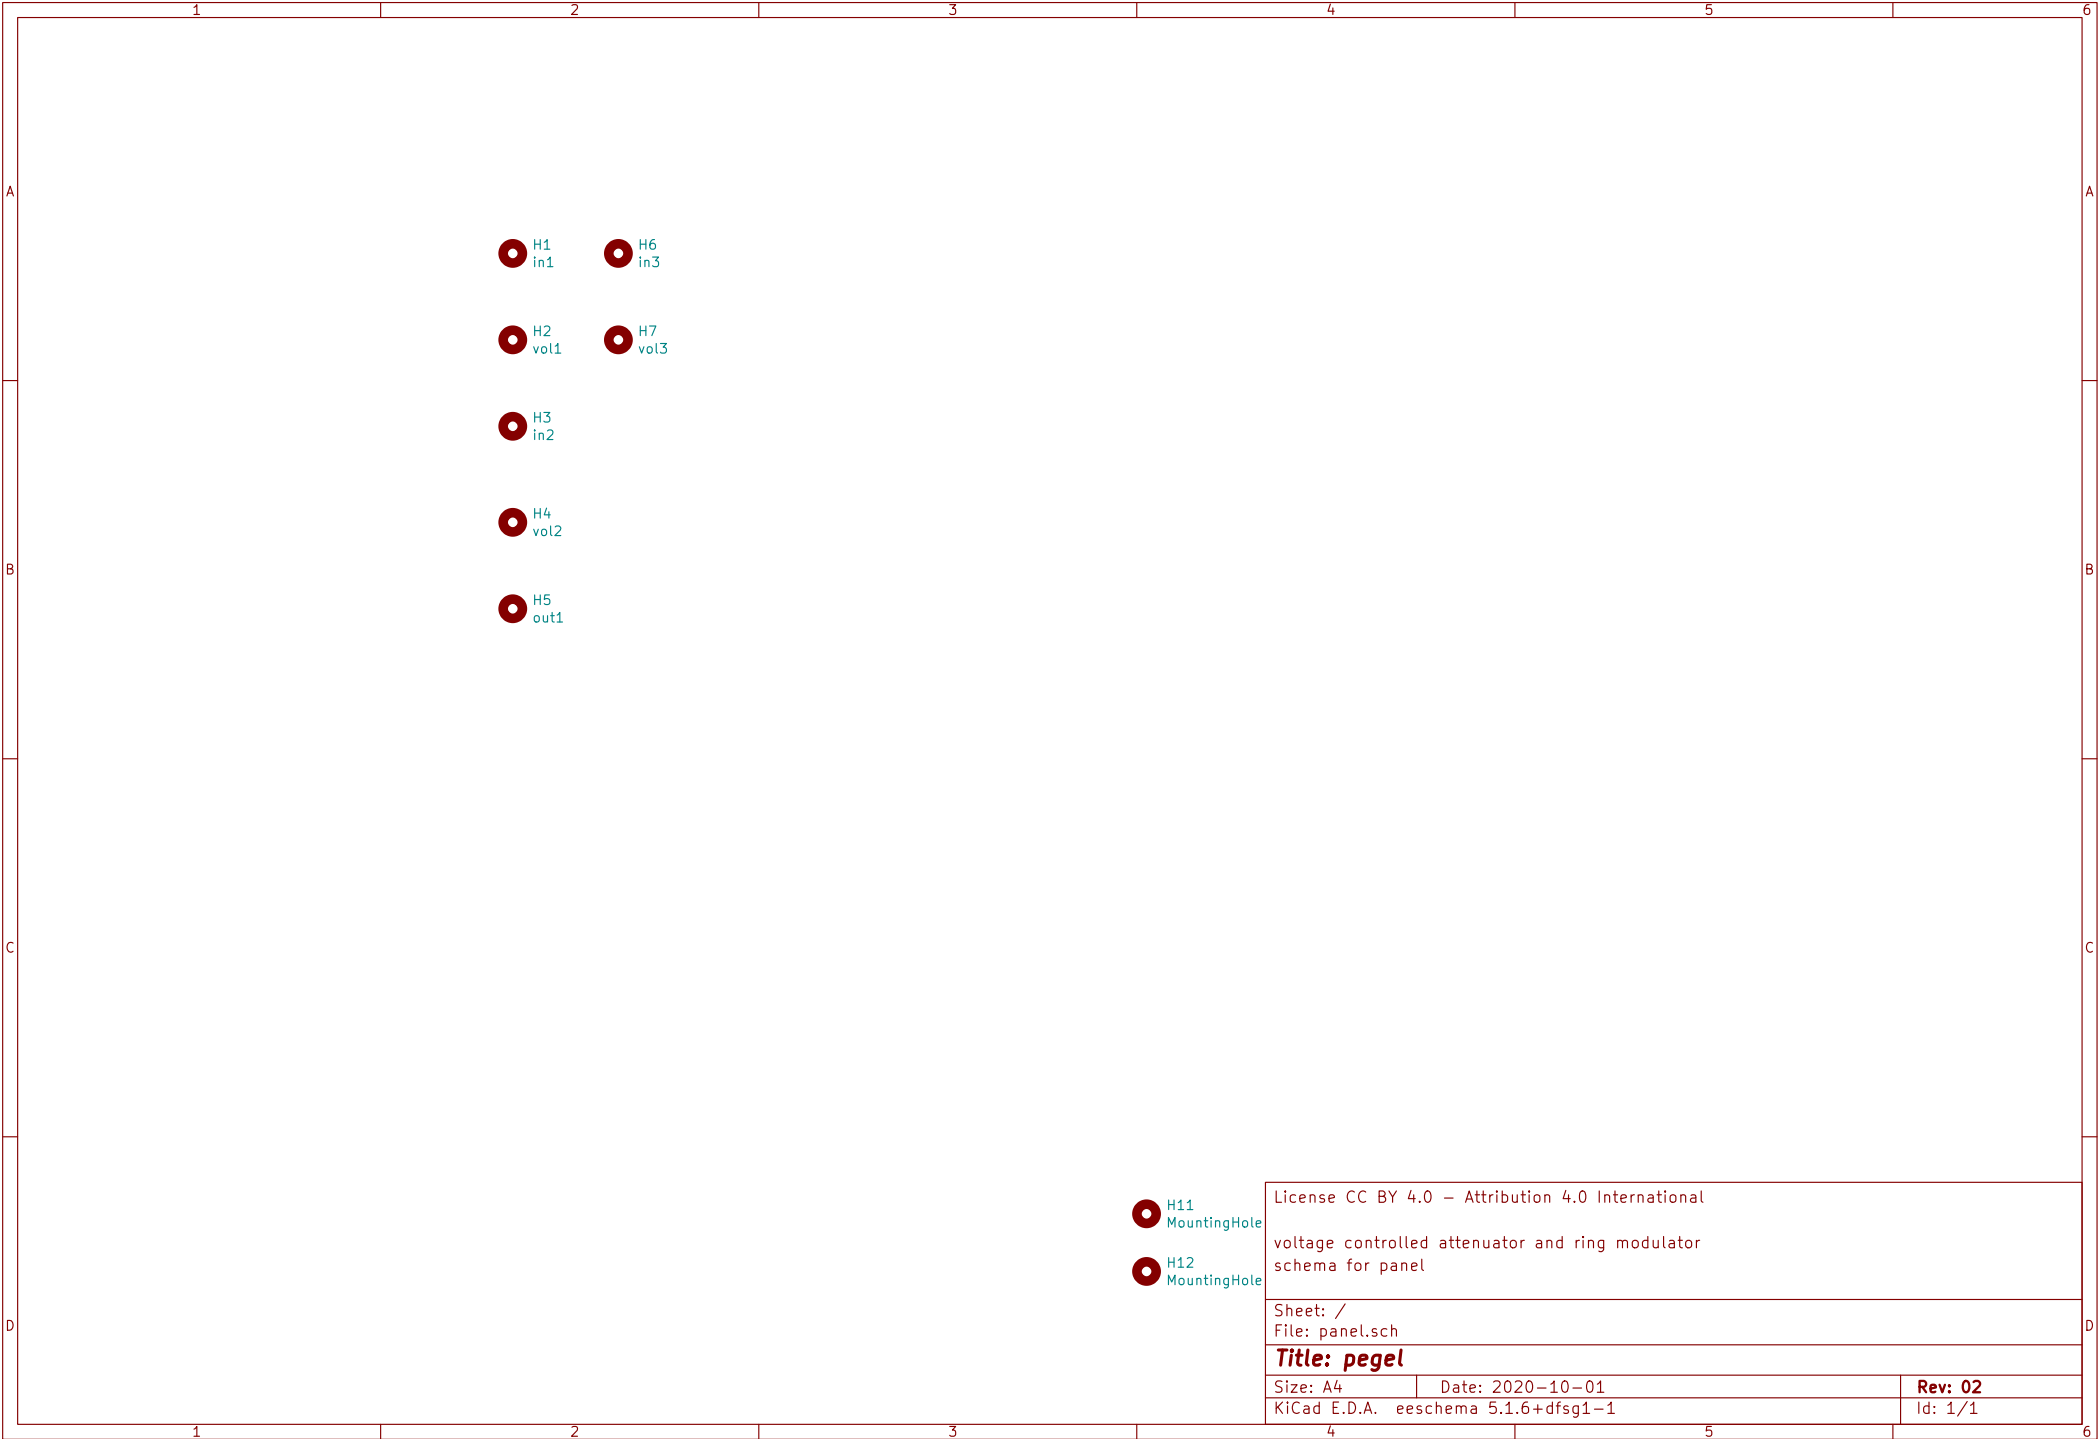 1 2 3 4 5 6
A A
H1 H6
in1 in3
H2 H7
vol1 vol3
H3
in2
H4
vol2
B B
H5
out1
C C
H11
MountingHole
H12
MountingHole
License CC BY 4.0 – Attribution 4.0 International
voltage controlled attenuator and ring modulator
schema for panel
Sheet: /
File: panel.sch
D D
Title: pegel
Size: A4 Date: 2020-10-01 Rev: 02
KiCad E.D.A. eeschema 5.1.6+dfsg1-1 Id: 1/1
1 2 3 4 5 6